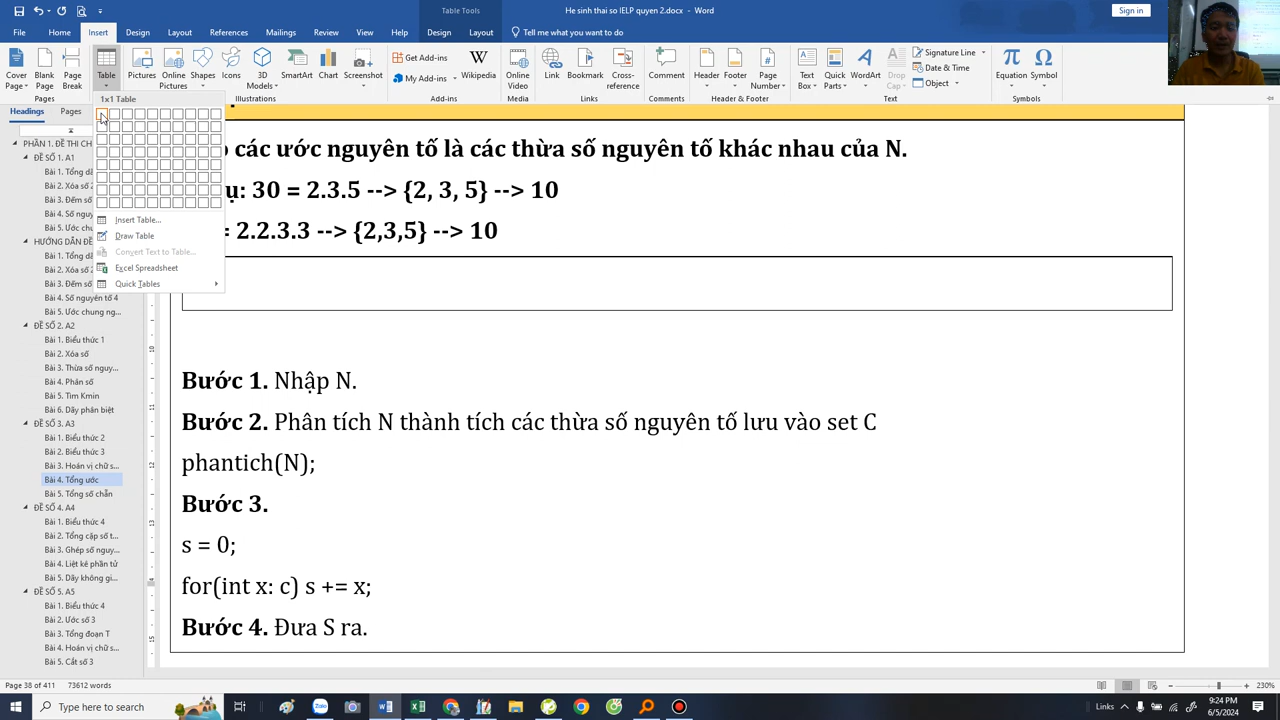 Table Tools
He sinh thai so IELP quyen 2.docx - Word
Sign in
File Home Insert Design Layout References Mailings Review View Help Design Layout Tell me what you want to do
Cover Page Blank Page Page Break
Table
Pictures Online Pictures Shapes Icons 3D Models SmartArt Chart Screenshot
Get Add-ins
My Add-ins
Wikipedia
Online Video
Link Bookmark Cross-reference
Comment
Header Footer Page Number
Text Box Quick Parts WordArt Drop Cap
Signature Line
Date & Time
Object
Equation Symbol
Pages Illustrations Add-ins Media Links Comments Header & Footer Text Symbols
1x1 Table
Insert Table...
Draw Table
Convert Text to Table...
Excel Spreadsheet
Quick Tables
Headings Pages
PHẦN 1. ĐỀ THI CH
ĐỀ SỐ 1. A1
Bài 1. Tổng dã
Bài 2. Xóa số 2
Bài 3. Đếm số
Bài 4. Số nguy
Bài 5. Ước chu
HƯỚNG DẪN ĐỀ
Bài 1. Tổng dã
Bài 2. Xóa số 2
Bài 3. Đếm số
Bài 4. Số nguyên tố 4
Bài 5. Ước chung ng...
ĐỀ SỐ 2. A2
Bài 1. Biểu thức 1
Bài 2. Xóa số
Bài 3. Thừa số nguy...
Bài 4. Phân số
Bài 5. Tìm Kmin
Bài 6. Dãy phân biệt
ĐỀ SỐ 3. A3
Bài 1. Biểu thức 2
Bài 2. Biểu thức 3
Bài 3. Hoán vị chữ s...
Bài 4. Tổng ước
Bài 5. Tổng số chẵn
ĐỀ SỐ 4. A4
Bài 1. Biểu thức 4
Bài 2. Tổng cặp số t...
Bài 3. Ghép số nguy...
Bài 4. Liệt kê phần tử
Bài 5. Dãy không gi...
ĐỀ SỐ 5. A5
Bài 1. Biểu thức 4
Bài 2. Ước số 3
Bài 3. Tổng đoạn T
Bài 4. Hoán vị chữ s...
Bài 5. Cắt số 3
các ước nguyên tố là các thừa số nguyên tố khác nhau của N.
ụ: 30 = 2.3.5 --> {2, 3, 5} --> 10
= 2.2.3.3 --> {2,3,5} --> 10
Bước 1. Nhập N.
Bước 2. Phân tích N thành tích các thừa số nguyên tố lưu vào set C
phantich(N);
Bước 3.
s = 0;
for(int x: c) s += x;
Bước 4. Đưa S ra.
10
11
12
13
14
15
Page 38 of 411 73612 words
230%
Type here to search
Links
9:24 PM
6/5/2024